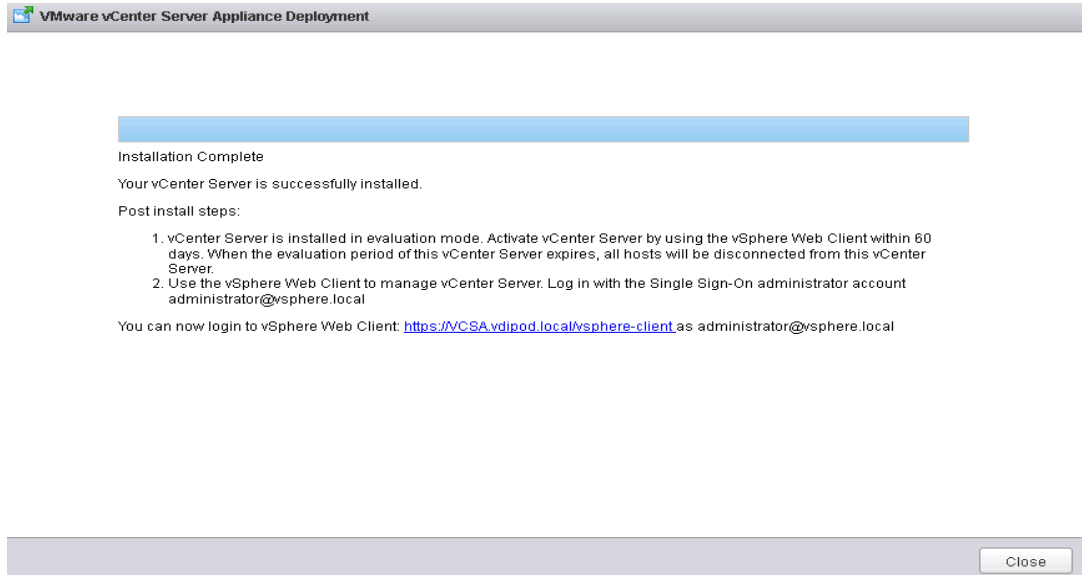 VMware vCenter Server Appliance Deployment
Installation Complete
Your vCenter Server is successfully installed.
Post install steps:
1. vCenter Server is installed in evaluation mode. Activate vCenter Server by using the vSphere Web Client within 60
days. When the evaluation period of this vCenter Server expires, all hosts will be disconnected from this vCenter
Server.
2. Use the vSphere Web Client to manage vCenter Server. Log in with the Single Sign-On administrator account
administrator@vsphere.local
You can now login to vSphere Web Client: https://VCSA.vdipod.local/vsphere-client as administrator@vsphere.local
Close